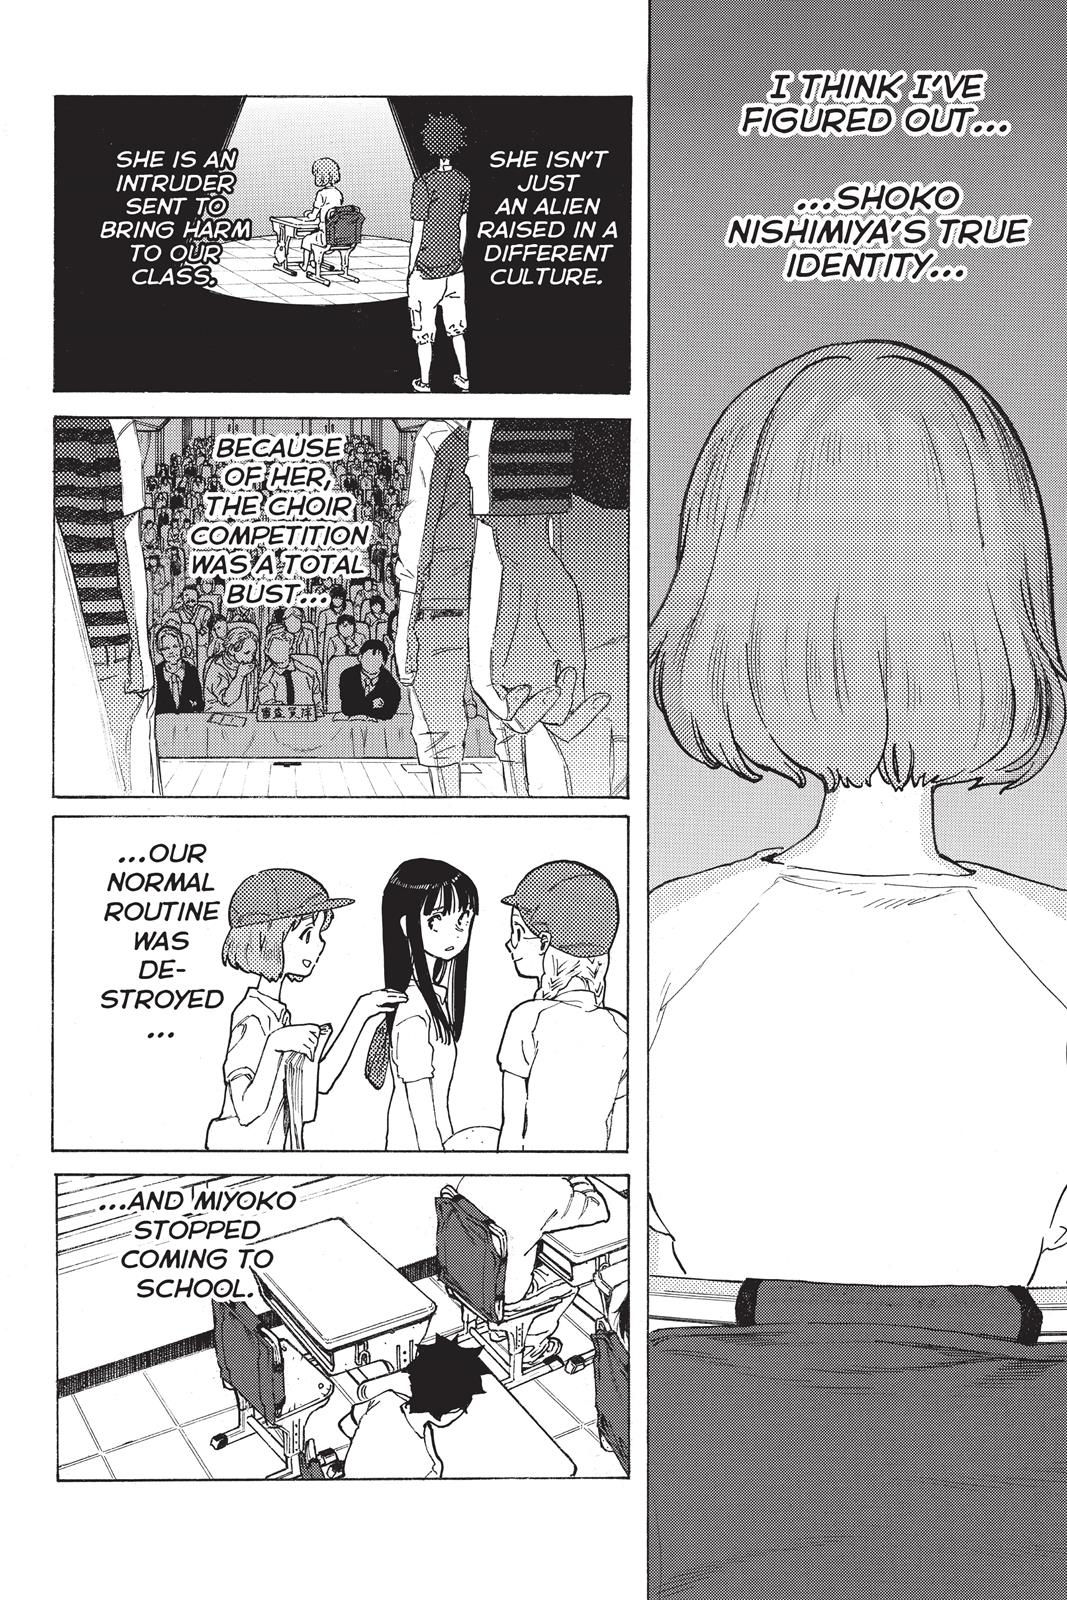 I THINK I'VE
FIGURED OUT...
...SHOKO
NISHIMIYA'S TRUE
IDENTITY...
SHE ISN'T
JUST
AN ALIEN
RAISED IN A
DIFFERENT
CULTURE.
SHE IS AN
INTRUDER
SENT TO
BRING HARM
TO OUR
CLASS.
BECAUSE
OF HER,
THE CHOIR
COMPETITION
WAS A TOTAL
BUST...
...OUR
NORMAL
ROUTINE
WAS
DE-
STROYED
...
...AND MIYOKO
STOPPED
COMING TO
SCHOOL.